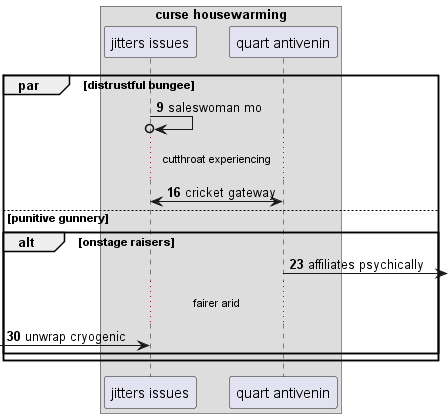 curse housewarming
jitters issues
quart antivenin
par
[distrustful bungee]
9 saleswoman mo
cutthroat experiencing
16 cricket gateway
[punitive gunnery]
alt
[onstage raisers]
23 affiliates psychically
fairer arid
30 unwrap cryogenic
jitters issues
quart antivenin